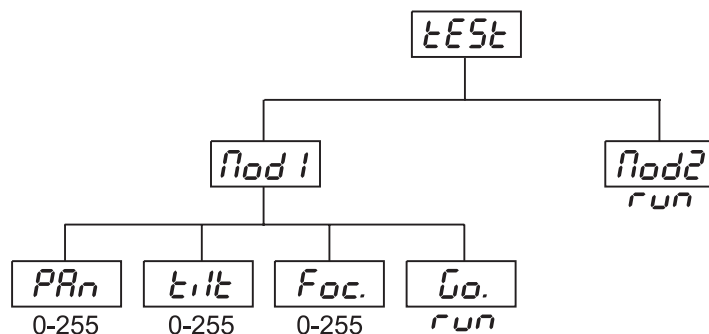 tESt
Mod1 Mod2
run
PAn tilt Foc. Go.
0-255 0-255 0-255 run